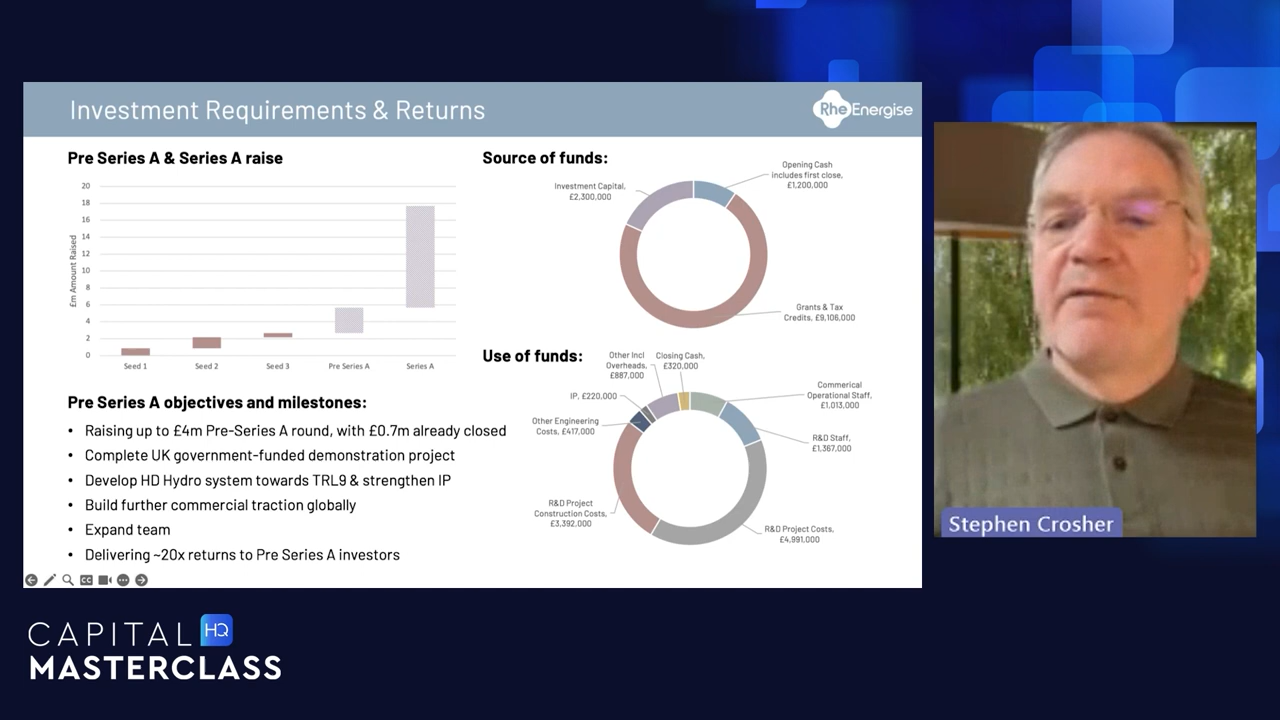 Investment Requirements & Returns
RheEnergise
Pre Series A & Series A raise
£m Amount Raised
20
18
16
14
12
10
8
6
4
2
0
Seed 1
Seed 2
Seed 3
Pre Series A
Series A
Pre Series A objectives and milestones:
• Raising up to £4m Pre-Series A round, with £0.7m already closed
• Complete UK government-funded demonstration project
• Develop HD Hydro system towards TRL9 & strengthen IP
• Build further commercial traction globally
• Expand team
• Delivering ~20x returns to Pre Series A investors
Source of funds:
Opening Cash
includes first close,
£1,200,000
Investment Capital,
£2,300,000
Grants & Tax
Credits, £9,106,000
Use of funds:
Other Incl
Overheads,
£887,000
Closing Cash,
£320,000
Commerical
Operational Staff,
£1,013,000
IP, £220,000
Other Engineering
Costs, £417,000
R&D Staff,
£1,367,000
R&D Project
Construction Costs,
£3,392,000
R&D Project Costs,
£4,991,000
CC
Stephen Crosher
CAPITAL HQ
MASTERCLASS